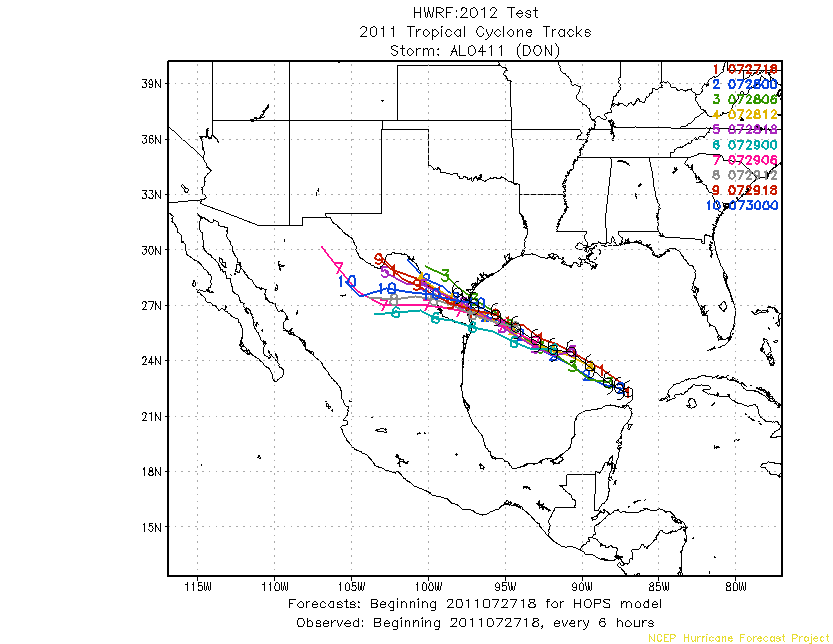 HWRF:2012 Test
2011 Tropical Cyclone Tracks
Storm: AL0411 (DON)
39N
36N
33N
30N
27N
24N
21N
18N
15N
1 072718
2 072800
3 072806
4 072812
5 072818
6 072900
7 072906
8 072912
9 072918
10 073000
115W 110W 105W 100W 95W 90W 85W 80W
Forecasts: Beginning 2011072718 for HOPS model
Observed: Beginning 2011072718, every 6 hours
NCEP Hurricane Forecast Project